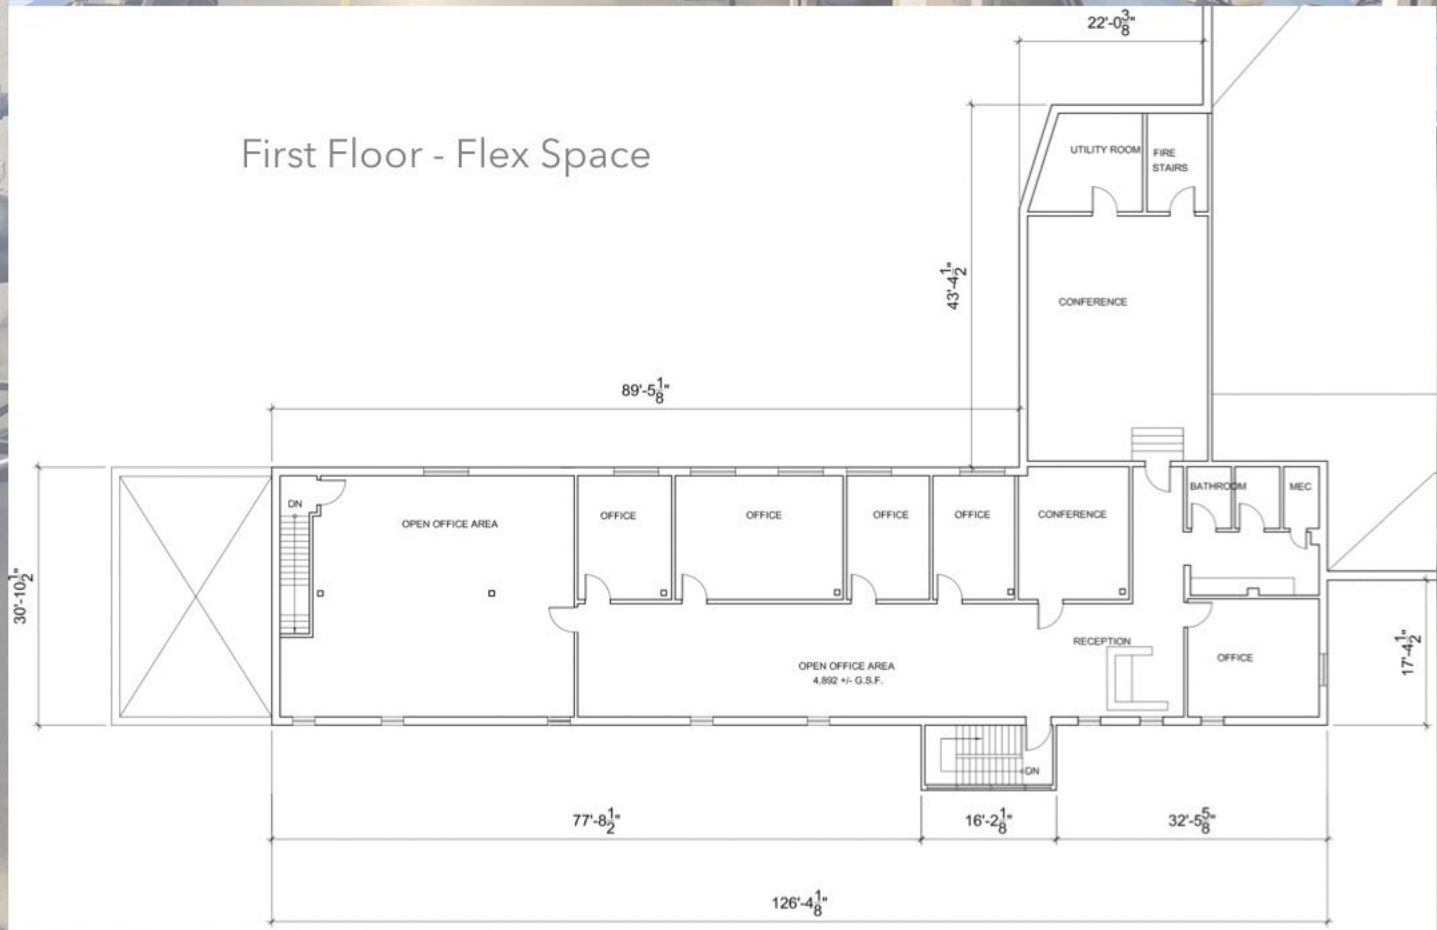 22'-0 3/8"
First Floor - Flex Space
UTILITY ROOM
FIRE
STAIRS
43'-4 1/2"
CONFERENCE
89'-5 1/8"
DN
OPEN OFFICE AREA
OFFICE
OFFICE
OFFICE
OFFICE
CONFERENCE
BATHROOM
MEC
30'-10 1/2"
RECEPTION
OFFICE
17'-4 1/2"
OPEN OFFICE AREA
4,892 +/- G.S.F.
DN
77'-8 1/2"
16'-2 1/8"
32'-5 5/8"
126'-4 1/8"